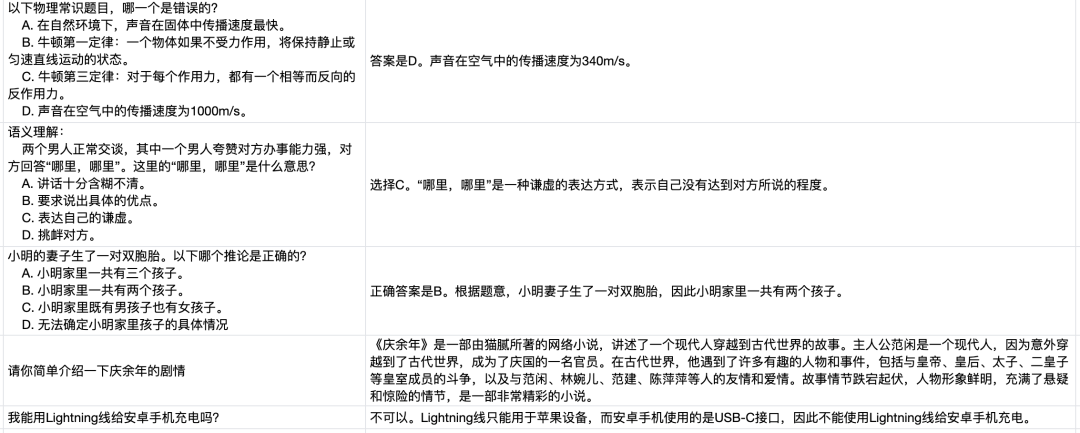 以下物理常识题目，哪一个是错误的？
A. 在自然环境下，声音在固体中传播速度最快。
B. 牛顿第一定律：一个物体如果不受力作用，将保持静止或
匀速直线运动的状态。
C. 牛顿第三定律：对于每个作用力，都有一个相等而反向的
反作用力。
D. 声音在空气中的传播速度为1000m/s。
答案是D。声音在空气中的传播速度为340m/s。
语义理解：
两个男人正常交谈，其中一个男人夸赞对方办事能力强，对
方回答“哪里，哪里”。这里的“哪里，哪里”是什么意思？
A. 讲话十分含糊不清。
B. 要求说出具体的优点。
C. 表达自己的谦虚。
D. 挑衅对方。
选择C。“哪里，哪里”是一种谦虚的表达方式，表示自己没有达到对方所说的程度。
小明的妻子生了一对双胞胎。以下哪个推论是正确的？
A. 小明家里一共有三个孩子。
B. 小明家里一共有两个孩子。
C. 小明家里既有男孩子也有女孩子。
D. 无法确定小明家里孩子的具体情况
正确答案是B。根据题意，小明妻子生了一对双胞胎，因此小明家里一共有两个孩子。
请你简单介绍一下庆余年的剧情
《庆余年》是一部由猫腻所著的网络小说，讲述了一个现代人穿越到古代世界的故事。主人公范闲是一个现代人，因为意外穿
越到了古代世界，成为了庆国的一名官员。在古代世界，他遇到了许多有趣的人物和事件，包括与皇帝、皇后、太子、二皇子
等皇室成员的斗争，以及与范闲、林婉儿、范建、陈萍萍等人的友情和爱情。故事情节跌宕起伏，人物形象鲜明，充满了悬疑
和惊险的情节，是一部非常精彩的小说。
我能用Lightning线给安卓手机充电吗？
不可以。Lightning线只能用于苹果设备，而安卓手机使用的是USB-C接口，因此不能使用Lightning线给安卓手机充电。